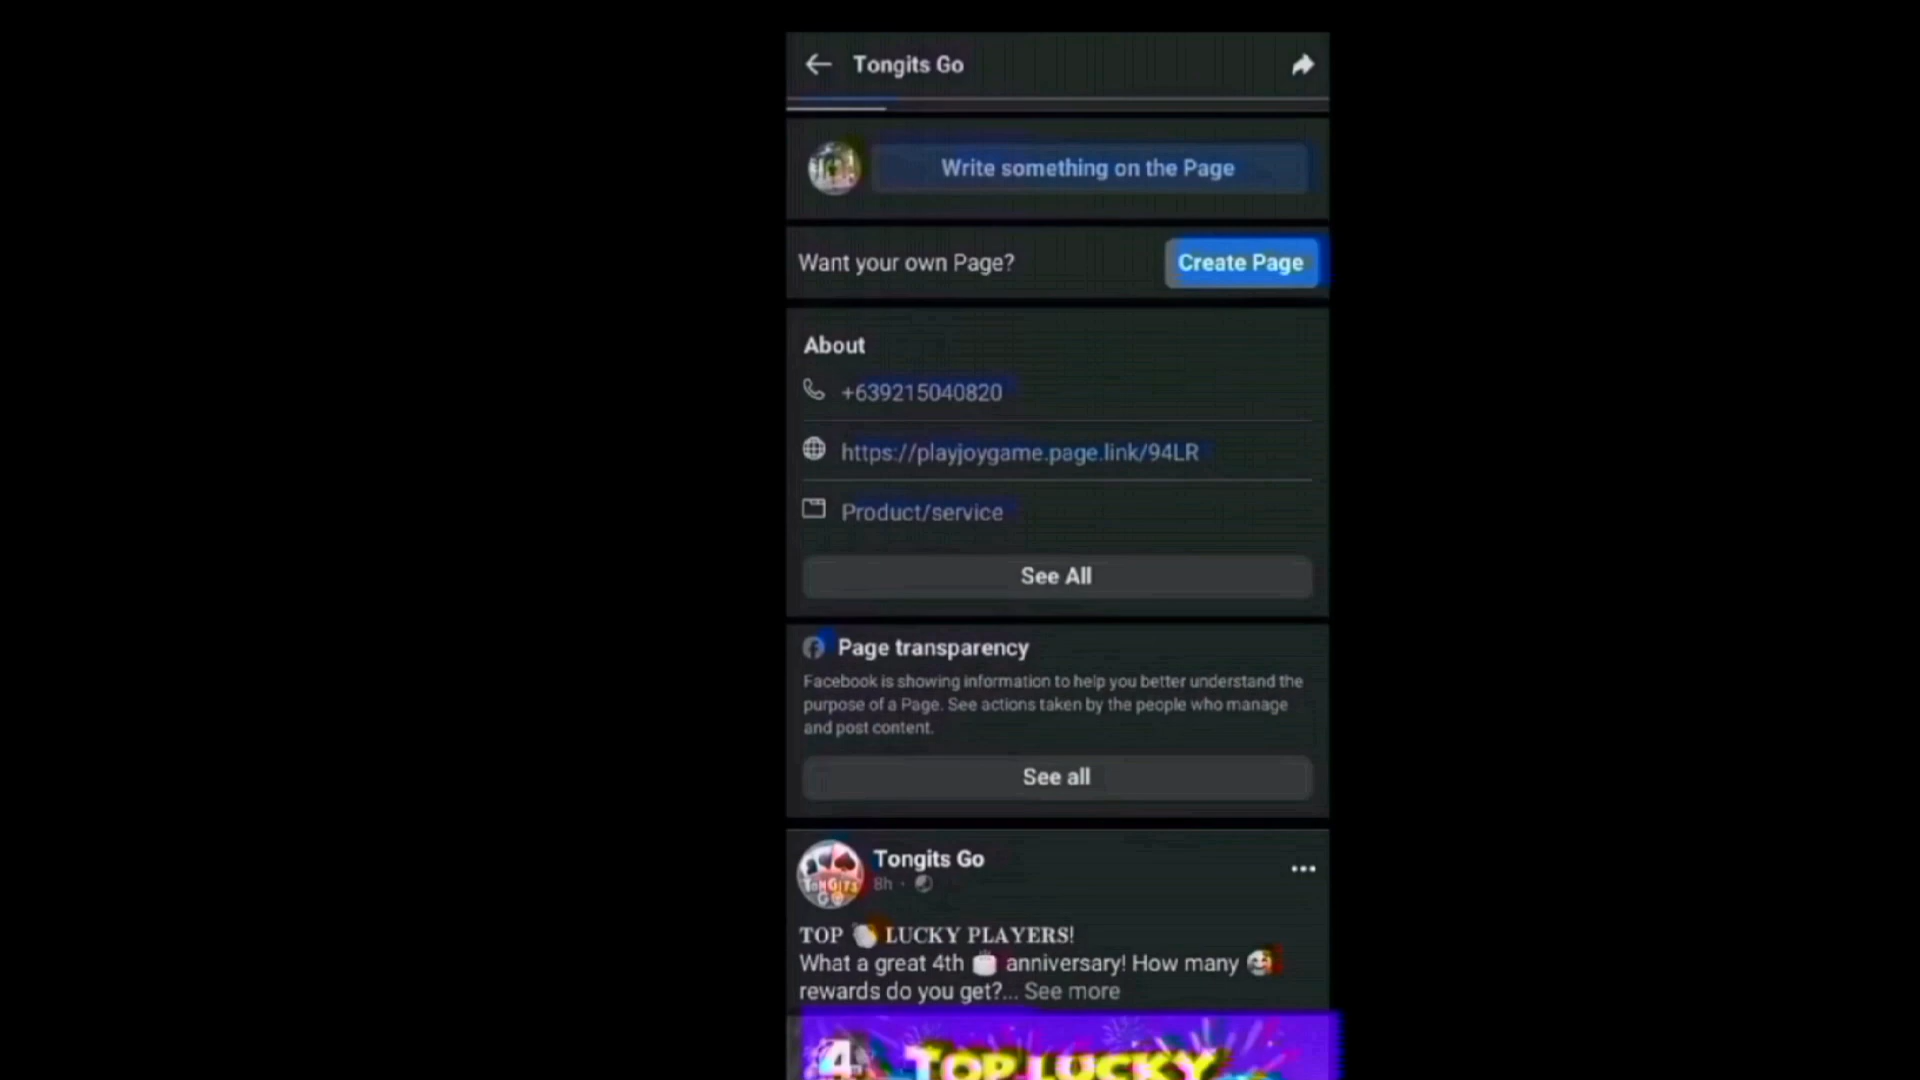 Tongits Go
Write something on the Page
Want your own Page?
Create Page
About
+639215040820
https://playjoygame.page.link/94LR
Product/service
See All
Page transparency
Facebook is showing information to help you better understand the
purpose of a Page. See actions taken by the people who manage
and post content.
See all
TONGITS
GO
Tongits Go
8h ·
TOP 👏 LUCKY PLAYERS!
What a great 4th 🎂 anniversary! How many 🥰
rewards do you get?... See more
4
TOP LUCKY